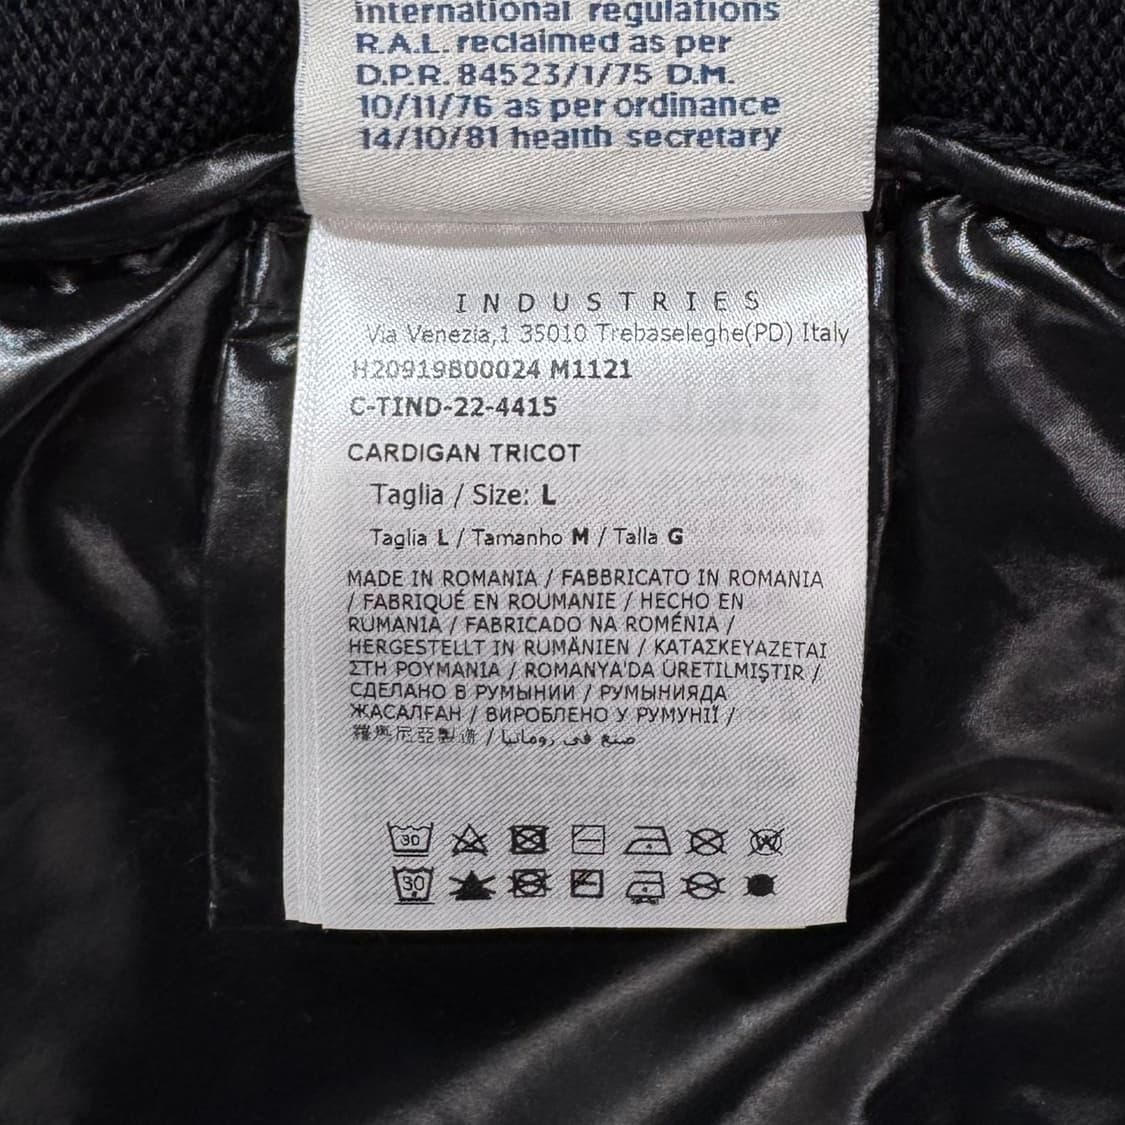 international regulations
R.A.L. reclaimed as per
D.P.R. 84523/1/75 D.M.
10/11/76 as per ordinance
14/10/81 health secretary
INDUSTRIES
Via Venezia,1 35010 Trebaseleghe(PD) Italy
H20919B00024 M1121
C-TIND-22-4415
CARDIGAN TRICOT
Taglia / Size: L
Taglia L / Tamanho M / Talla G
MADE IN ROMANIA / FABBRICATO IN ROMANIA
/ FABRIQUÉ EN ROUMANIE / HECHO EN
RUMANIA / FABRICADO NA ROMÉNIA /
HERGESTELLT IN RUMÄNIEN / ΚΑΤΑΣΚΕΥΑΖΕΤΑΙ
ΣΤΗ ΡΟΥΜΑΝΙΑ / ROMANYA'DA ÜRETILMIŞTIR /
СДЕЛАНО В РУМЫНИИ / РУМЫНИЯДА
ЖАСАЛҒАН / ВИРОБЛЕНО У РУМУНІЇ /
/ صنع في رومانيا
30
30